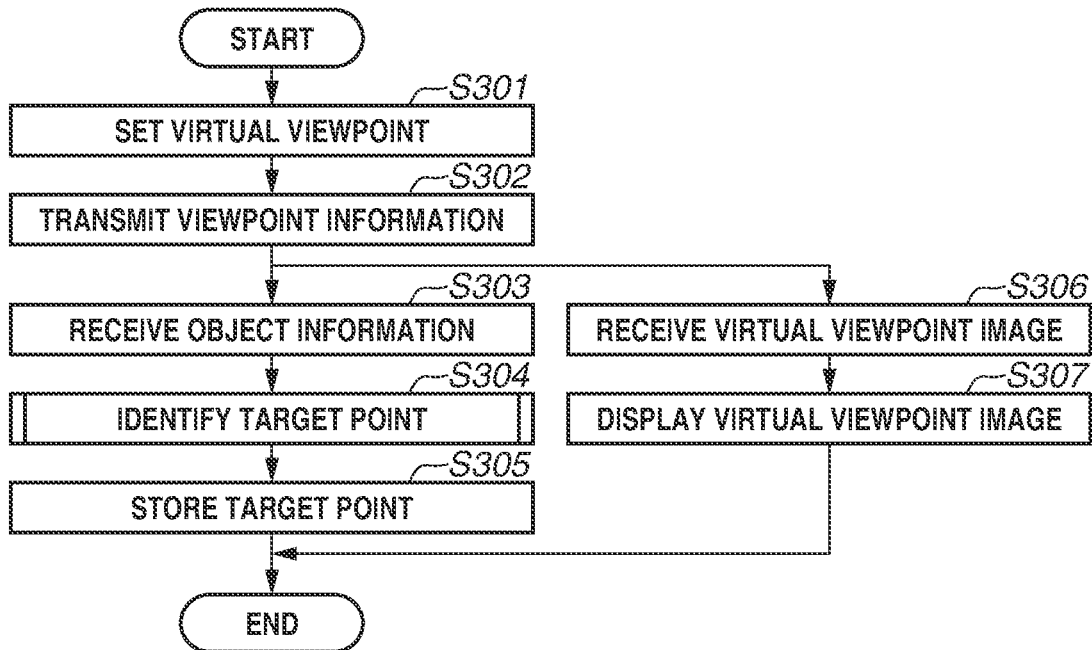 START
S301
SET VIRTUAL VIEWPOINT
S302
TRANSMIT VIEWPOINT INFORMATION
S303
RECEIVE OBJECT INFORMATION
S304
IDENTIFY TARGET POINT
S305
STORE TARGET POINT
S306
RECEIVE VIRTUAL VIEWPOINT IMAGE
S307
DISPLAY VIRTUAL VIEWPOINT IMAGE
END